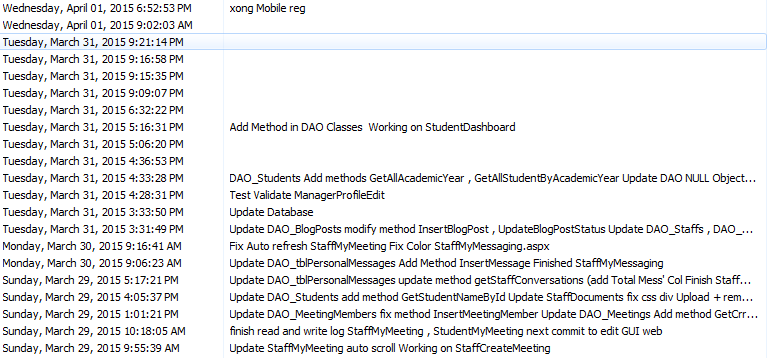 Wednesday, April 01, 2015 6:52:53 PM xong Mobile reg
Wednesday, April 01, 2015 9:02:03 AM
Tuesday, March 31, 2015 9:21:14 PM
Tuesday, March 31, 2015 9:16:58 PM
Tuesday, March 31, 2015 9:15:35 PM
Tuesday, March 31, 2015 9:09:07 PM
Tuesday, March 31, 2015 6:32:22 PM
Tuesday, March 31, 2015 5:16:31 PM Add Method in DAO Classes  Working on StudentDashboard
Tuesday, March 31, 2015 5:06:20 PM
Tuesday, March 31, 2015 4:36:53 PM
Tuesday, March 31, 2015 4:33:28 PM DAO_Students Add methods GetAllAcademicYear , GetAllStudentByAcademicYear Update DAO NULL Object...
Tuesday, March 31, 2015 4:28:31 PM Test Validate ManagerProfileEdit
Tuesday, March 31, 2015 3:33:50 PM Update Database
Tuesday, March 31, 2015 3:31:49 PM Update DAO_BlogPosts modify method InsertBlogPost , UpdateBlogPostStatus Update DAO_Staffs , DAO_...
Monday, March 30, 2015 9:16:41 AM Fix Auto refresh StaffMyMeeting Fix Color StaffMyMessaging.aspx
Monday, March 30, 2015 9:06:23 AM Update DAO_tblPersonalMessages Add Method InsertMessage Finished StaffMyMessaging
Sunday, March 29, 2015 5:17:21 PM Update DAO_tblPersonalMessages update method getStaffConversations (add Total Mess' Col Finish Staff...
Sunday, March 29, 2015 4:05:37 PM Update DAO_Students add method GetStudentNameById Update StaffDocuments fix css div Upload + rem...
Sunday, March 29, 2015 1:01:21 PM Update DAO_MeetingMembers fix method InsertMeetingMember Update DAO_Meetings Add method GetCrr...
Sunday, March 29, 2015 10:18:05 AM finish read and write log StaffMyMeeting , StudentMyMeeting next commit to edit GUI web
Sunday, March 29, 2015 9:55:39 AM Update StaffMyMeeting auto scroll Working on StaffCreateMeeting